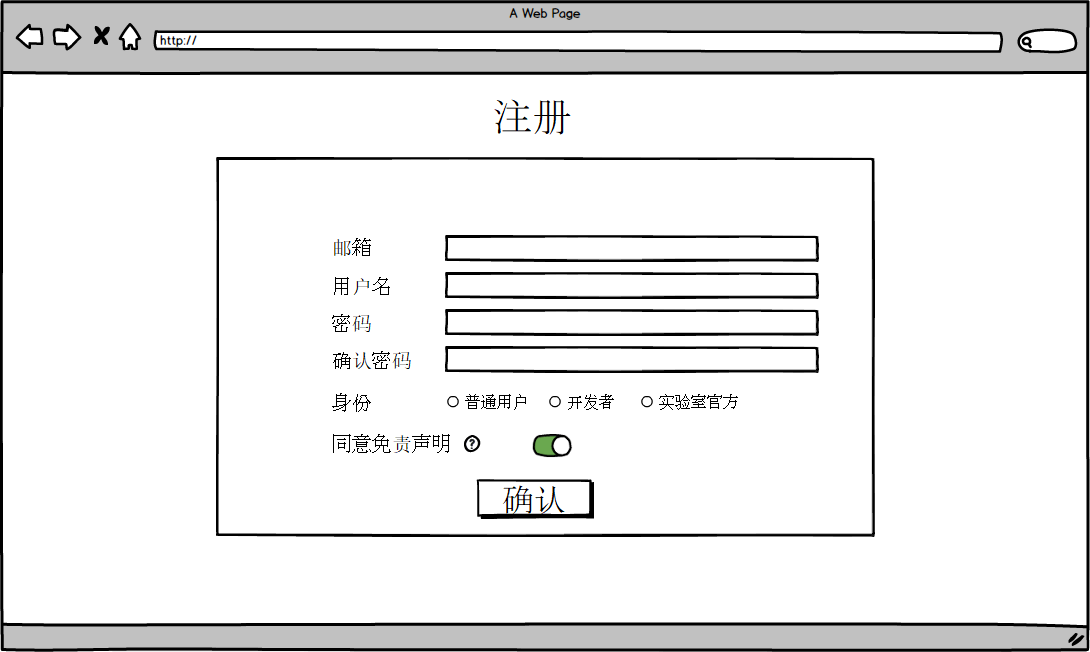 A Web Page
http://
注册
邮箱
用户名
密码
确认密码
身份 普通用户 开发者 实验室官方
同意免责声明 ?
确认